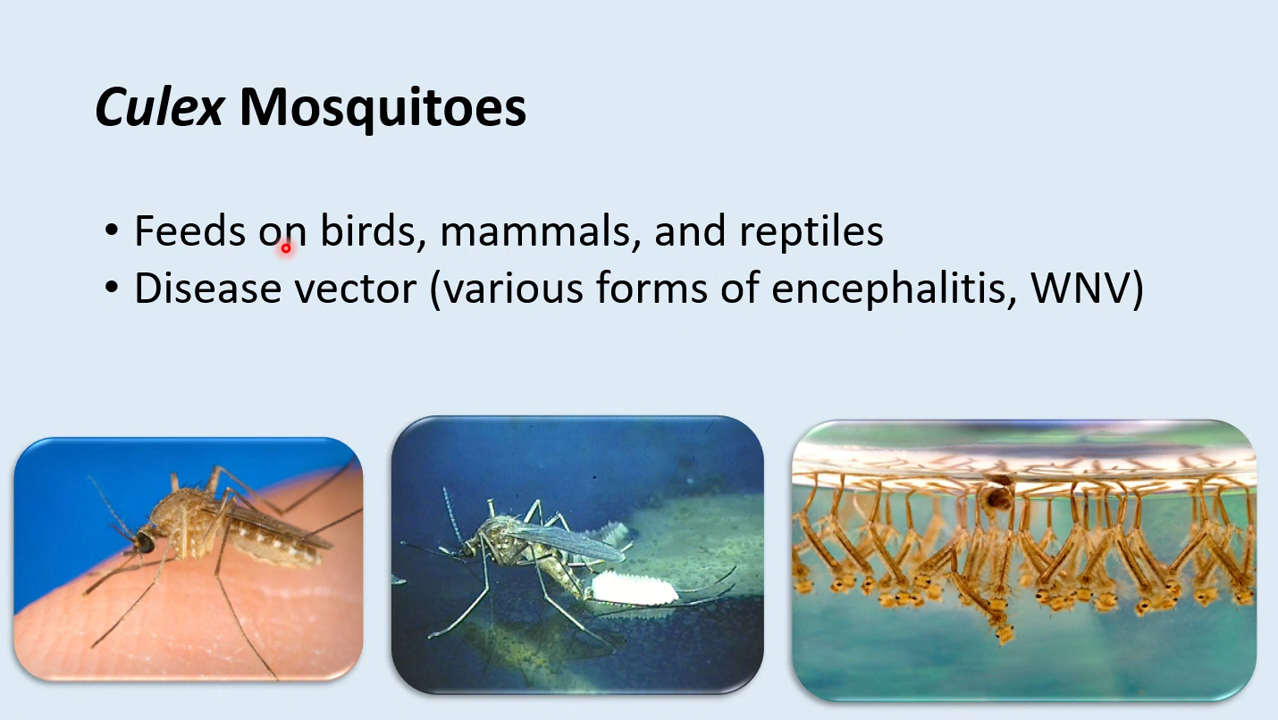 Culex Mosquitoes
• Feeds on birds, mammals, and reptiles
• Disease vector (various forms of encephalitis, WNV)